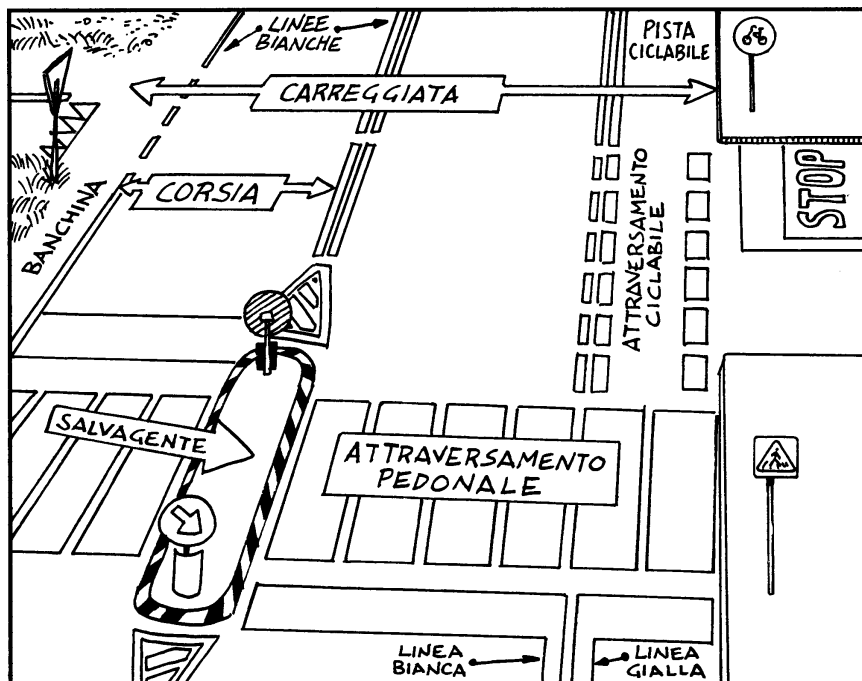 LINEE
BIANCHE
PISTA
CICLABILE
CARREGGIATA
CORSIA
BANCHINA
STOP
ATTRAVERSAMENTO
CICLABILE
SALVAGENTE
ATTRAVERSAMENTO
PEDONALE
LINEA
BIANCA
LINEA
GIALLA